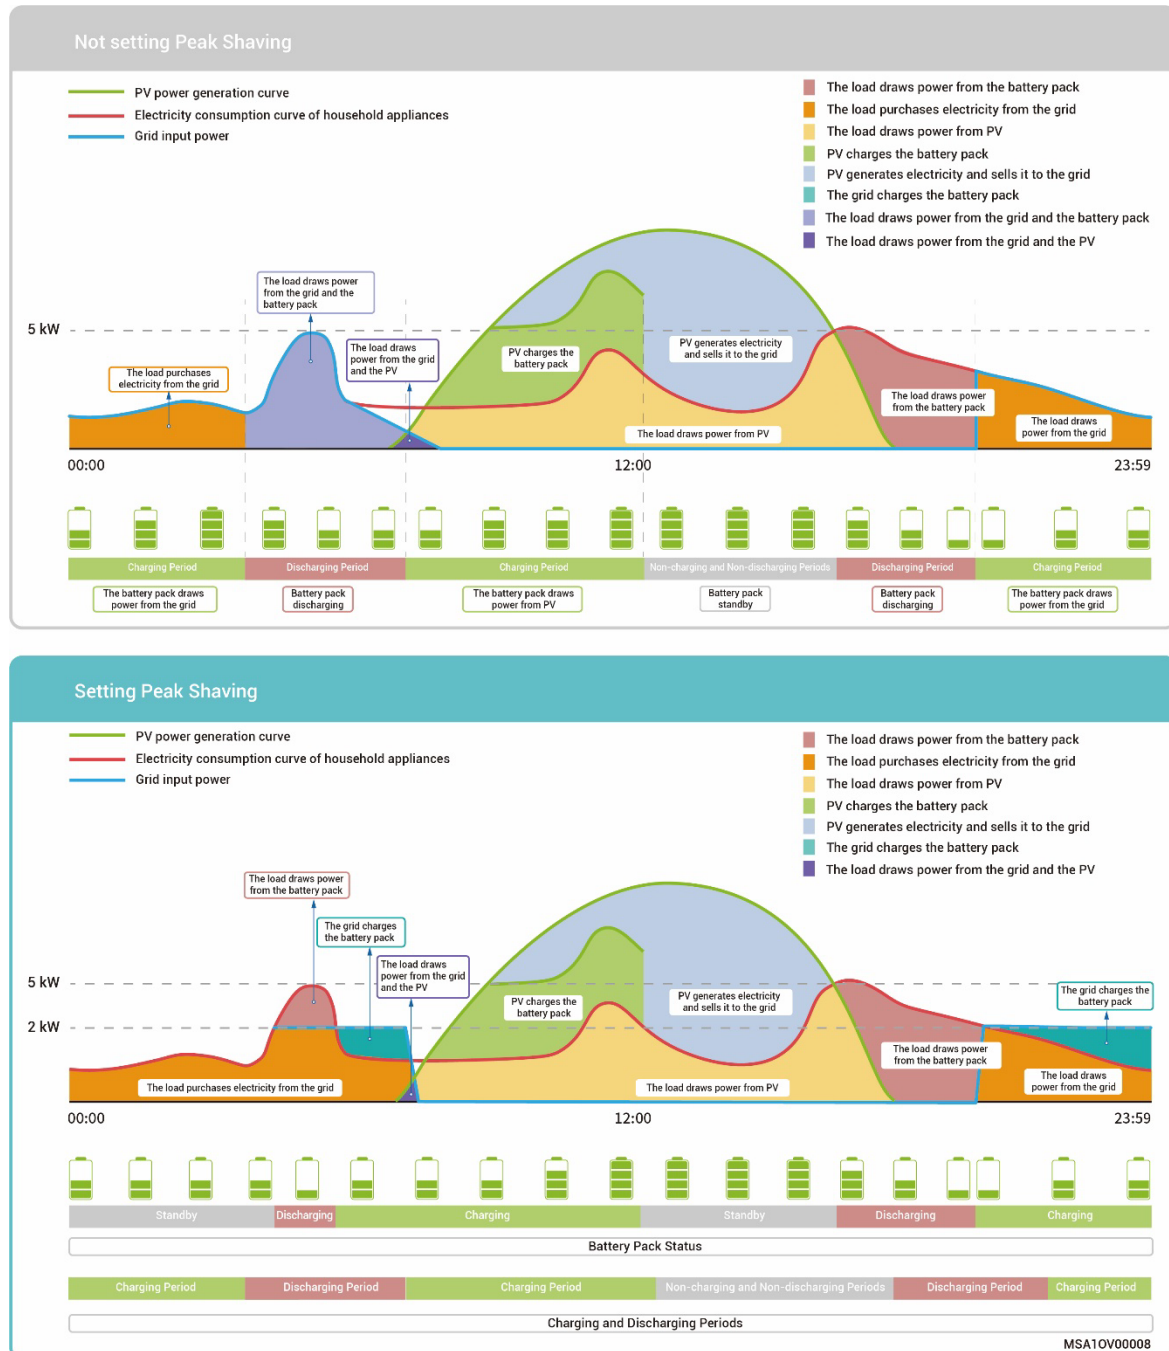 Not setting Peak Shaving
PV power generation curve
Electricity consumption curve of household appliances
Grid input power
The load draws power from the battery pack
The load purchases electricity from the grid
The load draws power from PV
PV charges the battery pack
PV generates electricity and sells it to the grid
The grid charges the battery pack
The load draws power from the grid and the battery pack
The load draws power from the grid and the PV
The load draws power
from the grid and the
battery pack
5 kW
The load draws
power from the grid
and the PV
The load purchases
electricity from the grid
PV charges the
battery pack
PV generates electricity
and sells it to the grid
The load draws power
from the battery pack
The load draws power from PV
The load draws
power from the grid
00:00
12:00
23:59
Charging Period
Discharging Period
Charging Period
Non-charging and Non-discharging Periods
Discharging Period
Charging Period
The battery pack draws
power from the grid
Battery pack
discharging
The battery pack draws
power from PV
Battery pack
standby
Battery pack
discharging
The battery pack draws
power from the grid
Setting Peak Shaving
PV power generation curve
Electricity consumption curve of household appliances
Grid input power
The load draws power from the battery pack
The load purchases electricity from the grid
The load draws power from PV
PV charges the battery pack
PV generates electricity and sells it to the grid
The grid charges the battery pack
The load draws power from the grid and the PV
The load draws power
from the battery pack
The grid charges
the battery pack
The load draws
power from the grid
and the PV
5 kW
2 kW
PV charges the
battery pack
PV generates electricity
and sells it to the grid
The grid charges the
battery pack
The load draws power
from the battery pack
The load purchases electricity from the grid
The load draws power from PV
The load draws
power from the grid
00:00
12:00
23:59
Standby
Discharging
Charging
Standby
Discharging
Charging
Battery Pack Status
Charging Period
Discharging Period
Charging Period
Non-charging and Non-discharging Periods
Discharging Period
Charging Period
Charging and Discharging Periods
MSA1OV00008